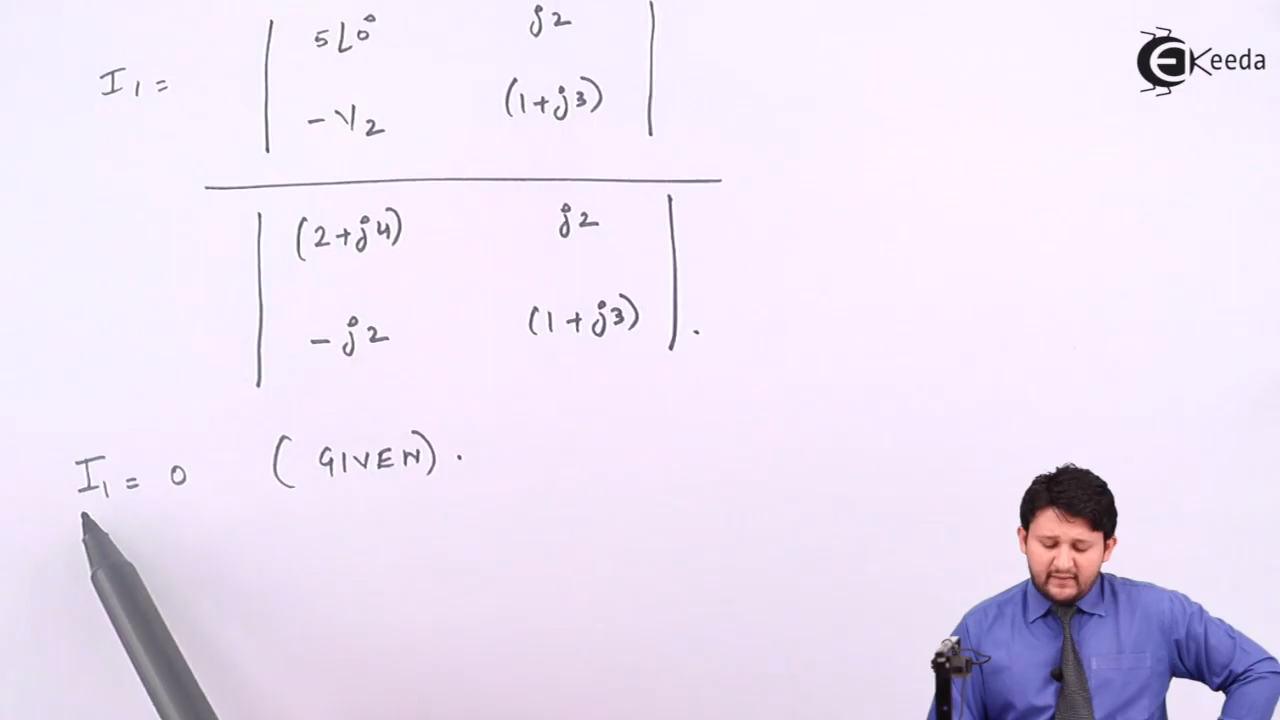 5∠0° j2
I1 =
-V2 (1+j3)
(2+j4) j2
-j2 (1+j3) .
I1 = 0 (GIVEN) .
EKeeda